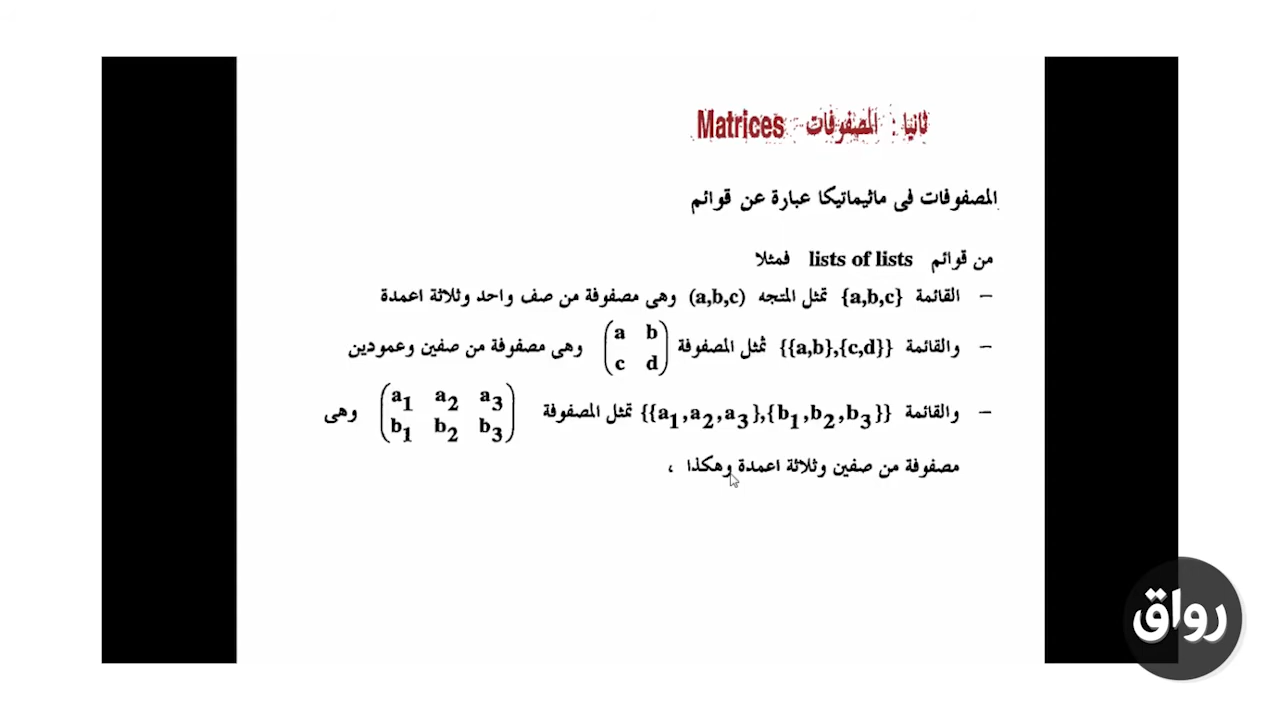 ثانيا : المصفوفات - Matrices
المصفوفات فى ماثيماتيكا عبارة عن قوائم
من قوائم lists of lists فمثلا
- القائمة {a,b,c} تمثل المتجه (a,b,c) وهى مصفوفة من صف واحد وثلاثة اعمدة
- والقائمة {{a,b},{c,d}} تمثل المصفوفة (a b / c d) وهى مصفوفة من صفين وعمودين
- والقائمة {{a1,a2,a3},{b1,b2,b3}} تمثل المصفوفة (a1 a2 a3 / b1 b2 b3) وهى
مصفوفة من صفين وثلاثة اعمدة وهكذا ،
رواق